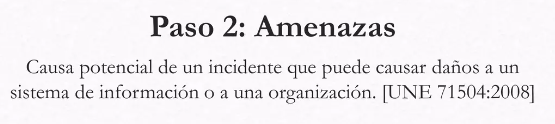 Paso 2: Amenazas
Causa potencial de un incidente que puede causar daños a un
sistema de información o a una organización. [UNE 71504:2008]